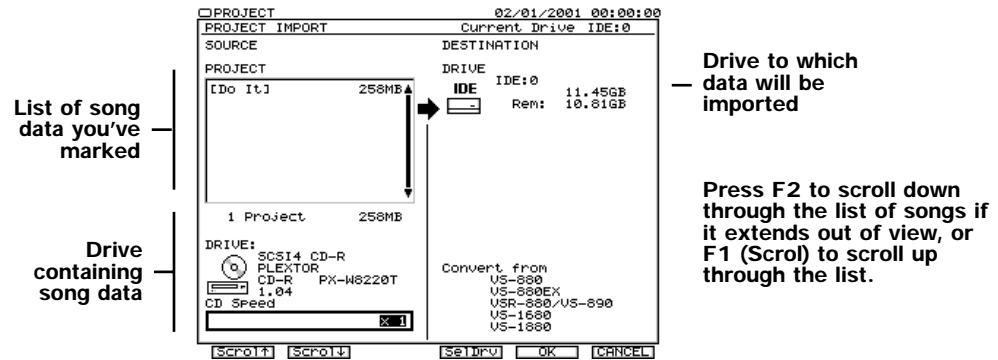 PROJECT 02/01/2001 00:00:00
PROJECT IMPORT Current Drive IDE:0
SOURCE
PROJECT
[Do It] 258MB
1 Project 258MB
DRIVE:
SCSI4 CD-R
PLEXTOR
CD-R PX-W8220T
1.04
CD Speed
x 1
DESTINATION
DRIVE
IDE:0
IDE
11.45GB
Rem: 10.81GB
Convert from
VS-880
VS-880EX
VSR-880/VS-890
VS-1680
VS-1880
Scrol↑ Scrol↓ SelDrv OK CANCEL
List of song
data you've
marked
Drive
containing
song data
Drive to which
data will be
imported
Press F2 to scroll down
through the list of songs if
it extends out of view, or
F1 (Scrol) to scroll up
through the list.